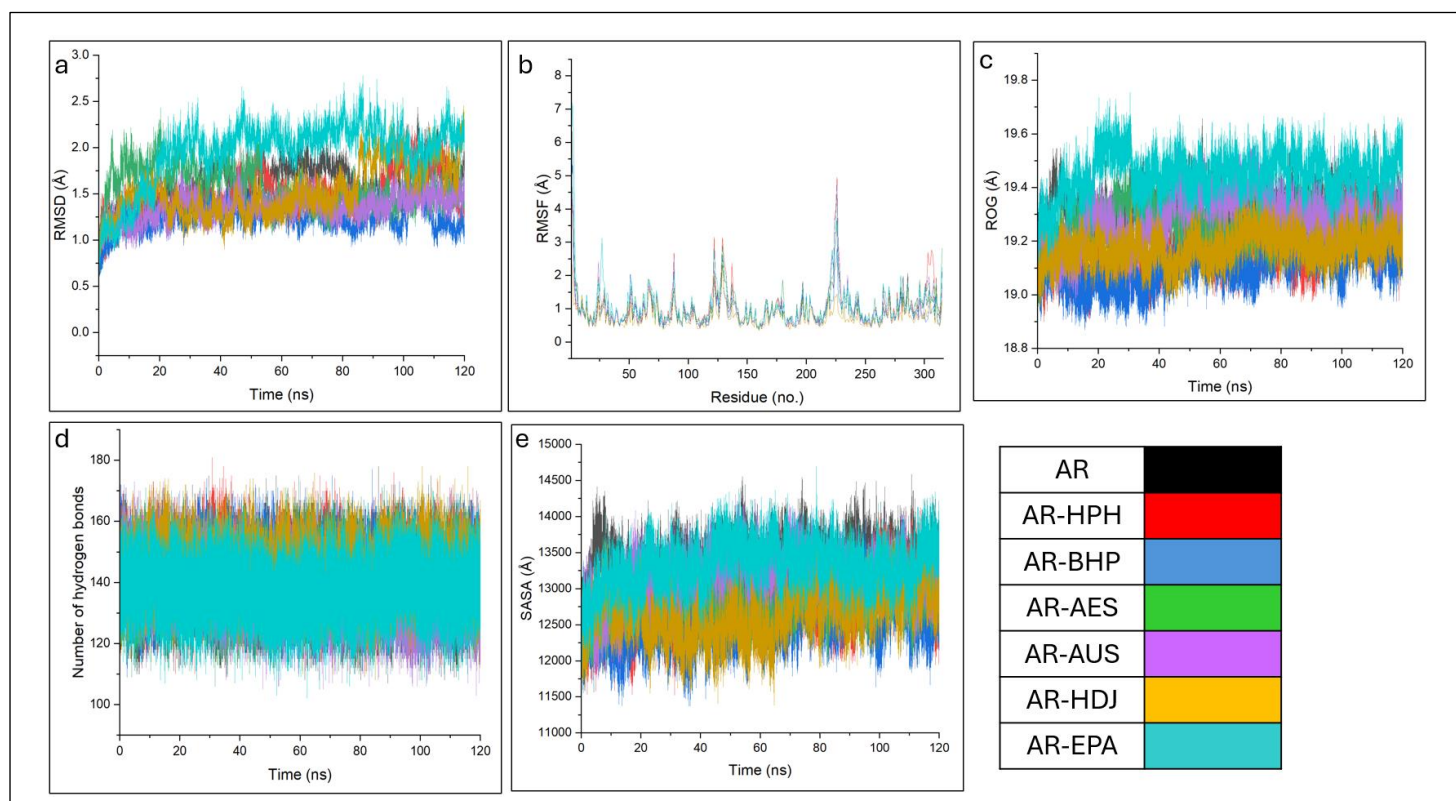 a
3.0
2.5
2.0
1.5
1.0
0.5
0.0
RMSD (Å)
0 20 40 60 80 100 120
Time (ns)
b
8
7
6
5
4
3
2
1
0
RMSF (Å)
50 100 150 200 250 300
Residue (no.)
c
19.8
19.6
19.4
19.2
19.0
18.8
ROG (Å)
0 20 40 60 80 100 120
Time (ns)
d
180
160
140
120
100
Number of hydrogen bonds
0 20 40 60 80 100 120
Time (ns)
e
15000
14500
14000
13500
13000
12500
12000
11500
11000
SASA (Å)
0 20 40 60 80 100 120
Time (ns)
AR
AR-HPH
AR-BHP
AR-AES
AR-AUS
AR-HDJ
AR-EPA